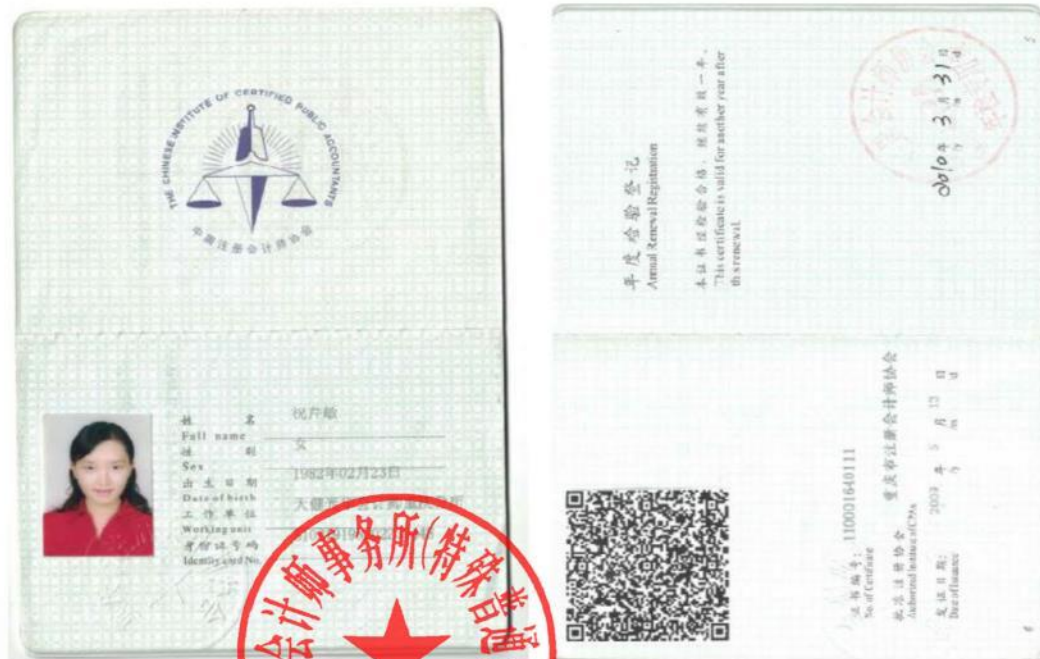 THE CHINESE INSTITUTE OF CERTIFIED PUBLIC ACCOUNTANTS
中国注册会计师协会
姓 名 祝芹敏
Full name
性 别 女
Sex
出生日期 1982年02月23日
Date of birth
工作单位
Working unit
身份证号码
Identity card No.
会计师事务所(特殊普通
年度检验登记
Annual Renewal Registration
本证书经检验合格，继续有效一年。
This certificate is valid for another year after
this renewal.
2010年 3月 31日
y m d
证书编号: 110001640111
No. of Certificate
批准注册协会 重庆市注册会计师协会
Authorized Institute of CPAs
发证日期: 年 5 月 13 日
Date of Issuance y m d
5
6